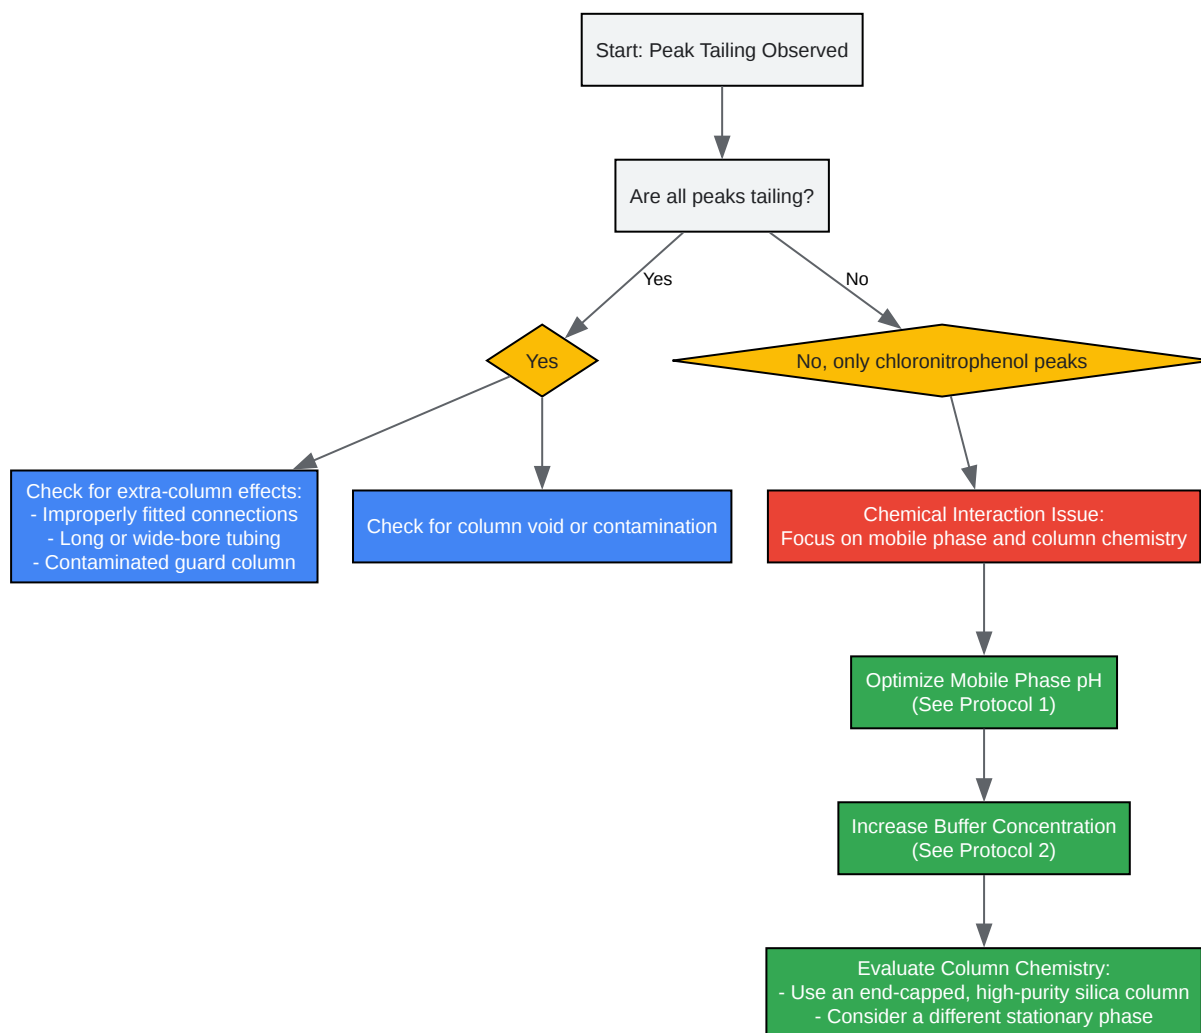 Start: Peak Tailing Observed
Are all peaks tailing?
Yes
No
Yes
No, only chloronitrophenol peaks
Check for extra-column effects:
- Improperly fitted connections
- Long or wide-bore tubing
- Contaminated guard column
Check for column void or contamination
Chemical Interaction Issue:
Focus on mobile phase and column chemistry
Optimize Mobile Phase pH
(See Protocol 1)
Increase Buffer Concentration
(See Protocol 2)
Evaluate Column Chemistry:
- Use an end-capped, high-purity silica column
- Consider a different stationary phase